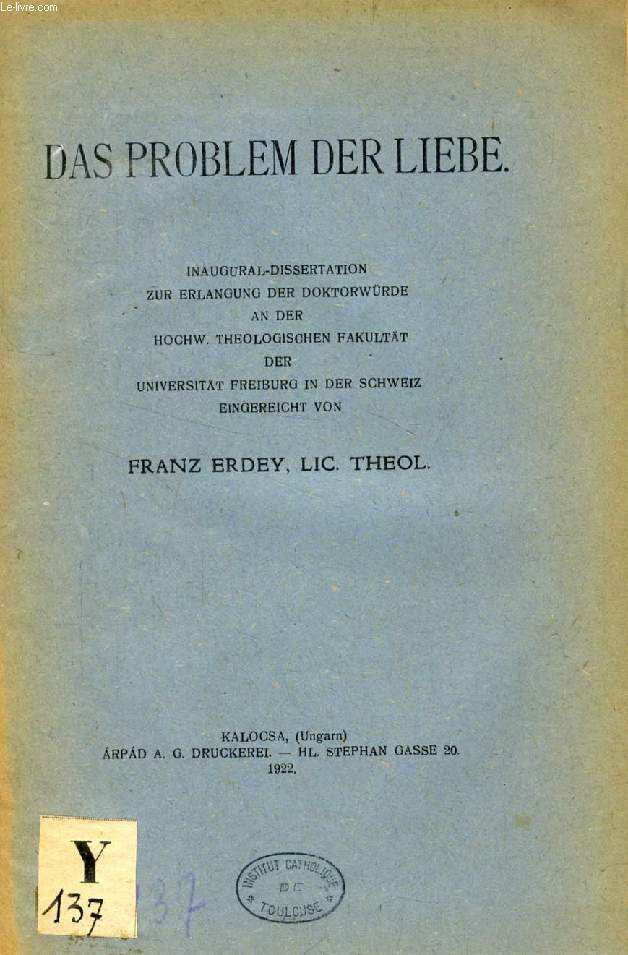 Le-livre.com
DAS PROBLEM DER LIEBE.
INAUGURAL-DISSERTATION
ZUR ERLANGUNG DER DOKTORWÜRDE
AN DER
HOCHW. THEOLOGISCHEN FAKULTÄT
DER
UNIVERSITÄT FREIBURG IN DER SCHWEIZ
EINGEREICHT VON
FRANZ ERDEY, LIC. THEOL.
KALOCSA, (Ungarn)
ÁRPÁD A. G. DRUCKEREI. — HL. STEPHAN GASSE 20.
1922.
Y
137
137
INSTITUT CATHOLIQUE
DE
TOULOUSE